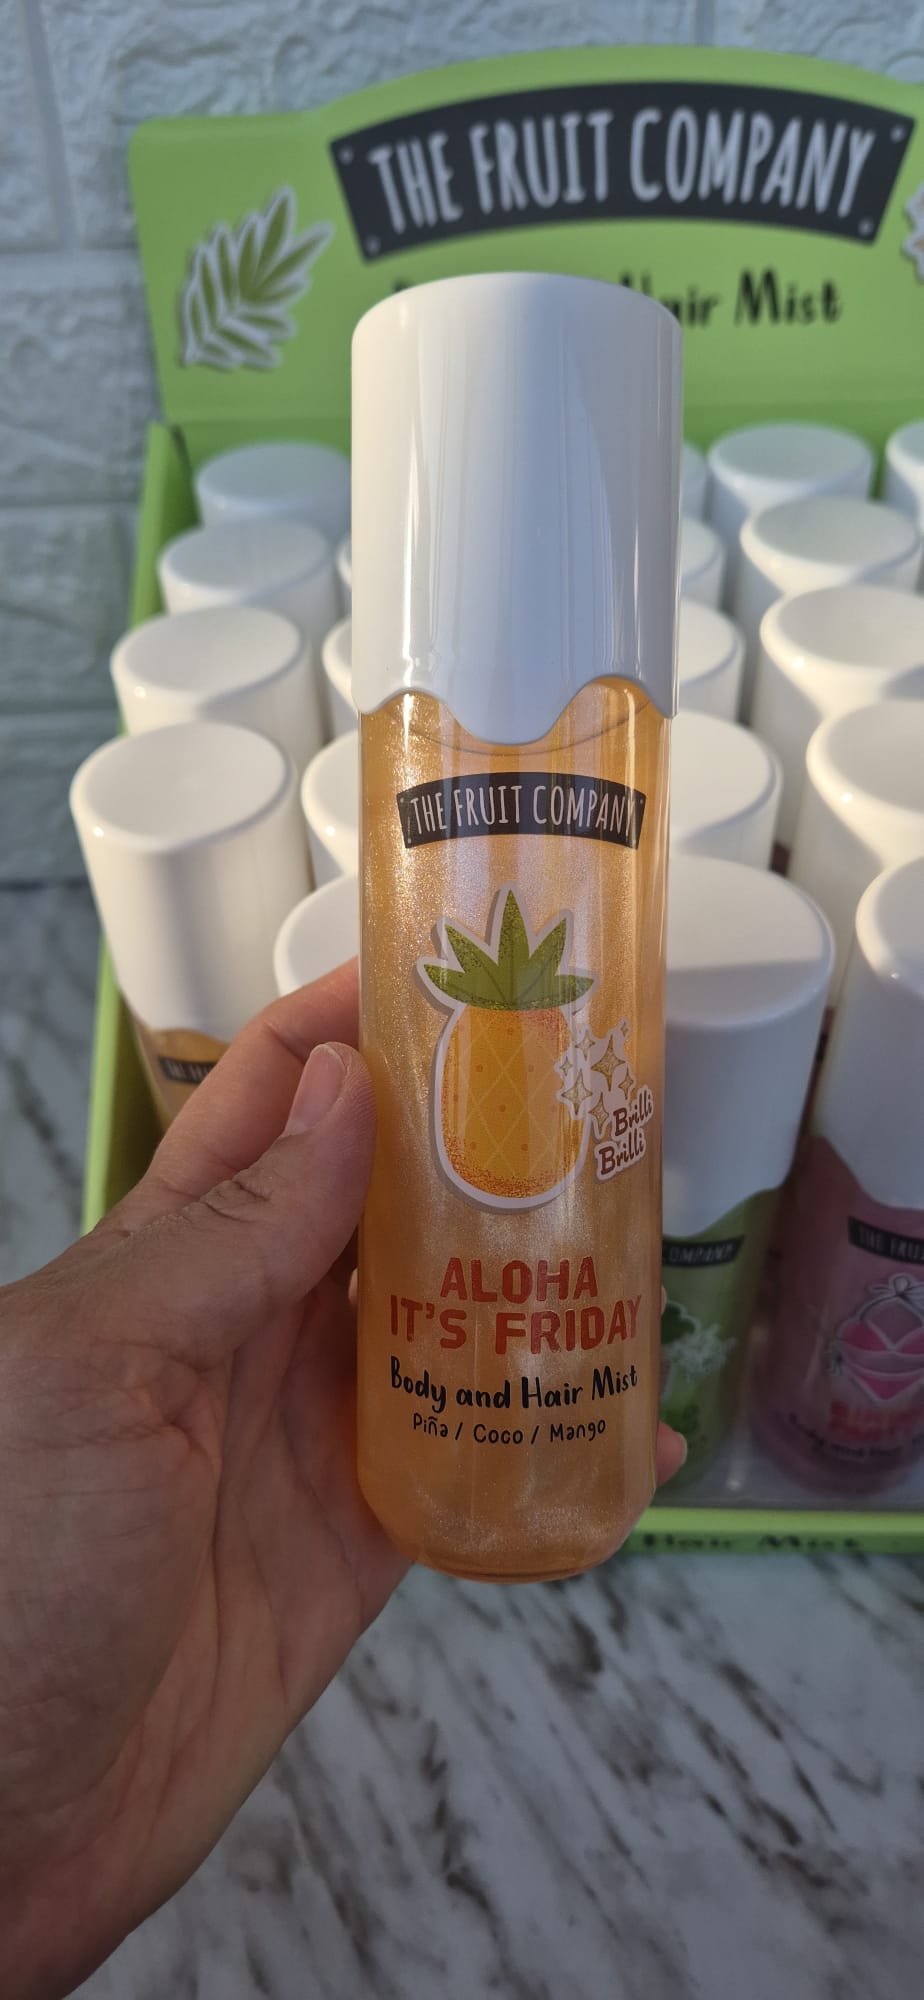 THE FRUIT COMPANY
Hair Mist
THE FRUIT COMPANY
Brilli
Brilli
ALOHA
IT'S FRIDAY
Body and Hair Mist
Piña / Coco / Mango
COMPANY
THE FRUIT
Hair Mist